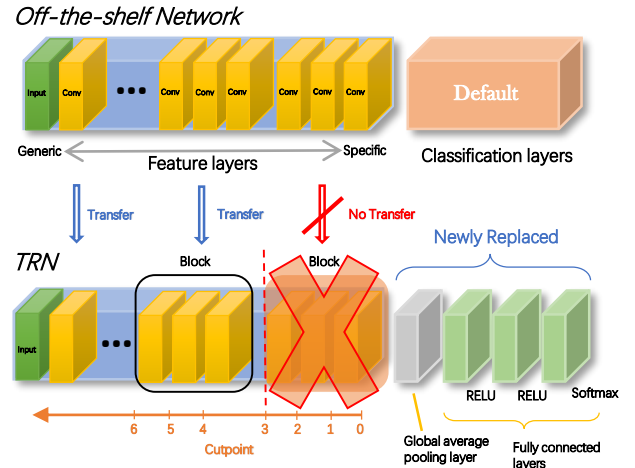 Off-the-shelf Network
Input
Conv
...
Conv
Conv
Conv
Conv
Conv
Conv
Default
Generic
Feature layers
Specific
Classification layers
Transfer
Transfer
No Transfer
Newly Replaced
TRN
Block
Block
Input
...
RELU
RELU
Softmax
6 5 4 3 2 1 0
Cutpoint
Global average
pooling layer
Fully connected
layers